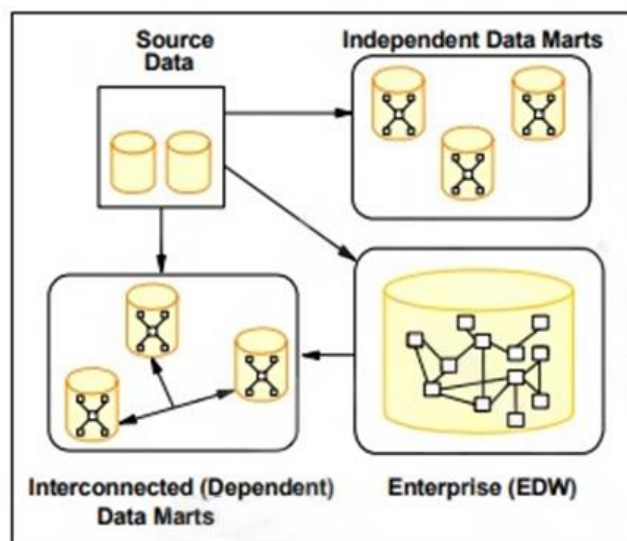 Source
Data
Independent Data Marts
Interconnected (Dependent)
Data Marts
Enterprise (EDW)